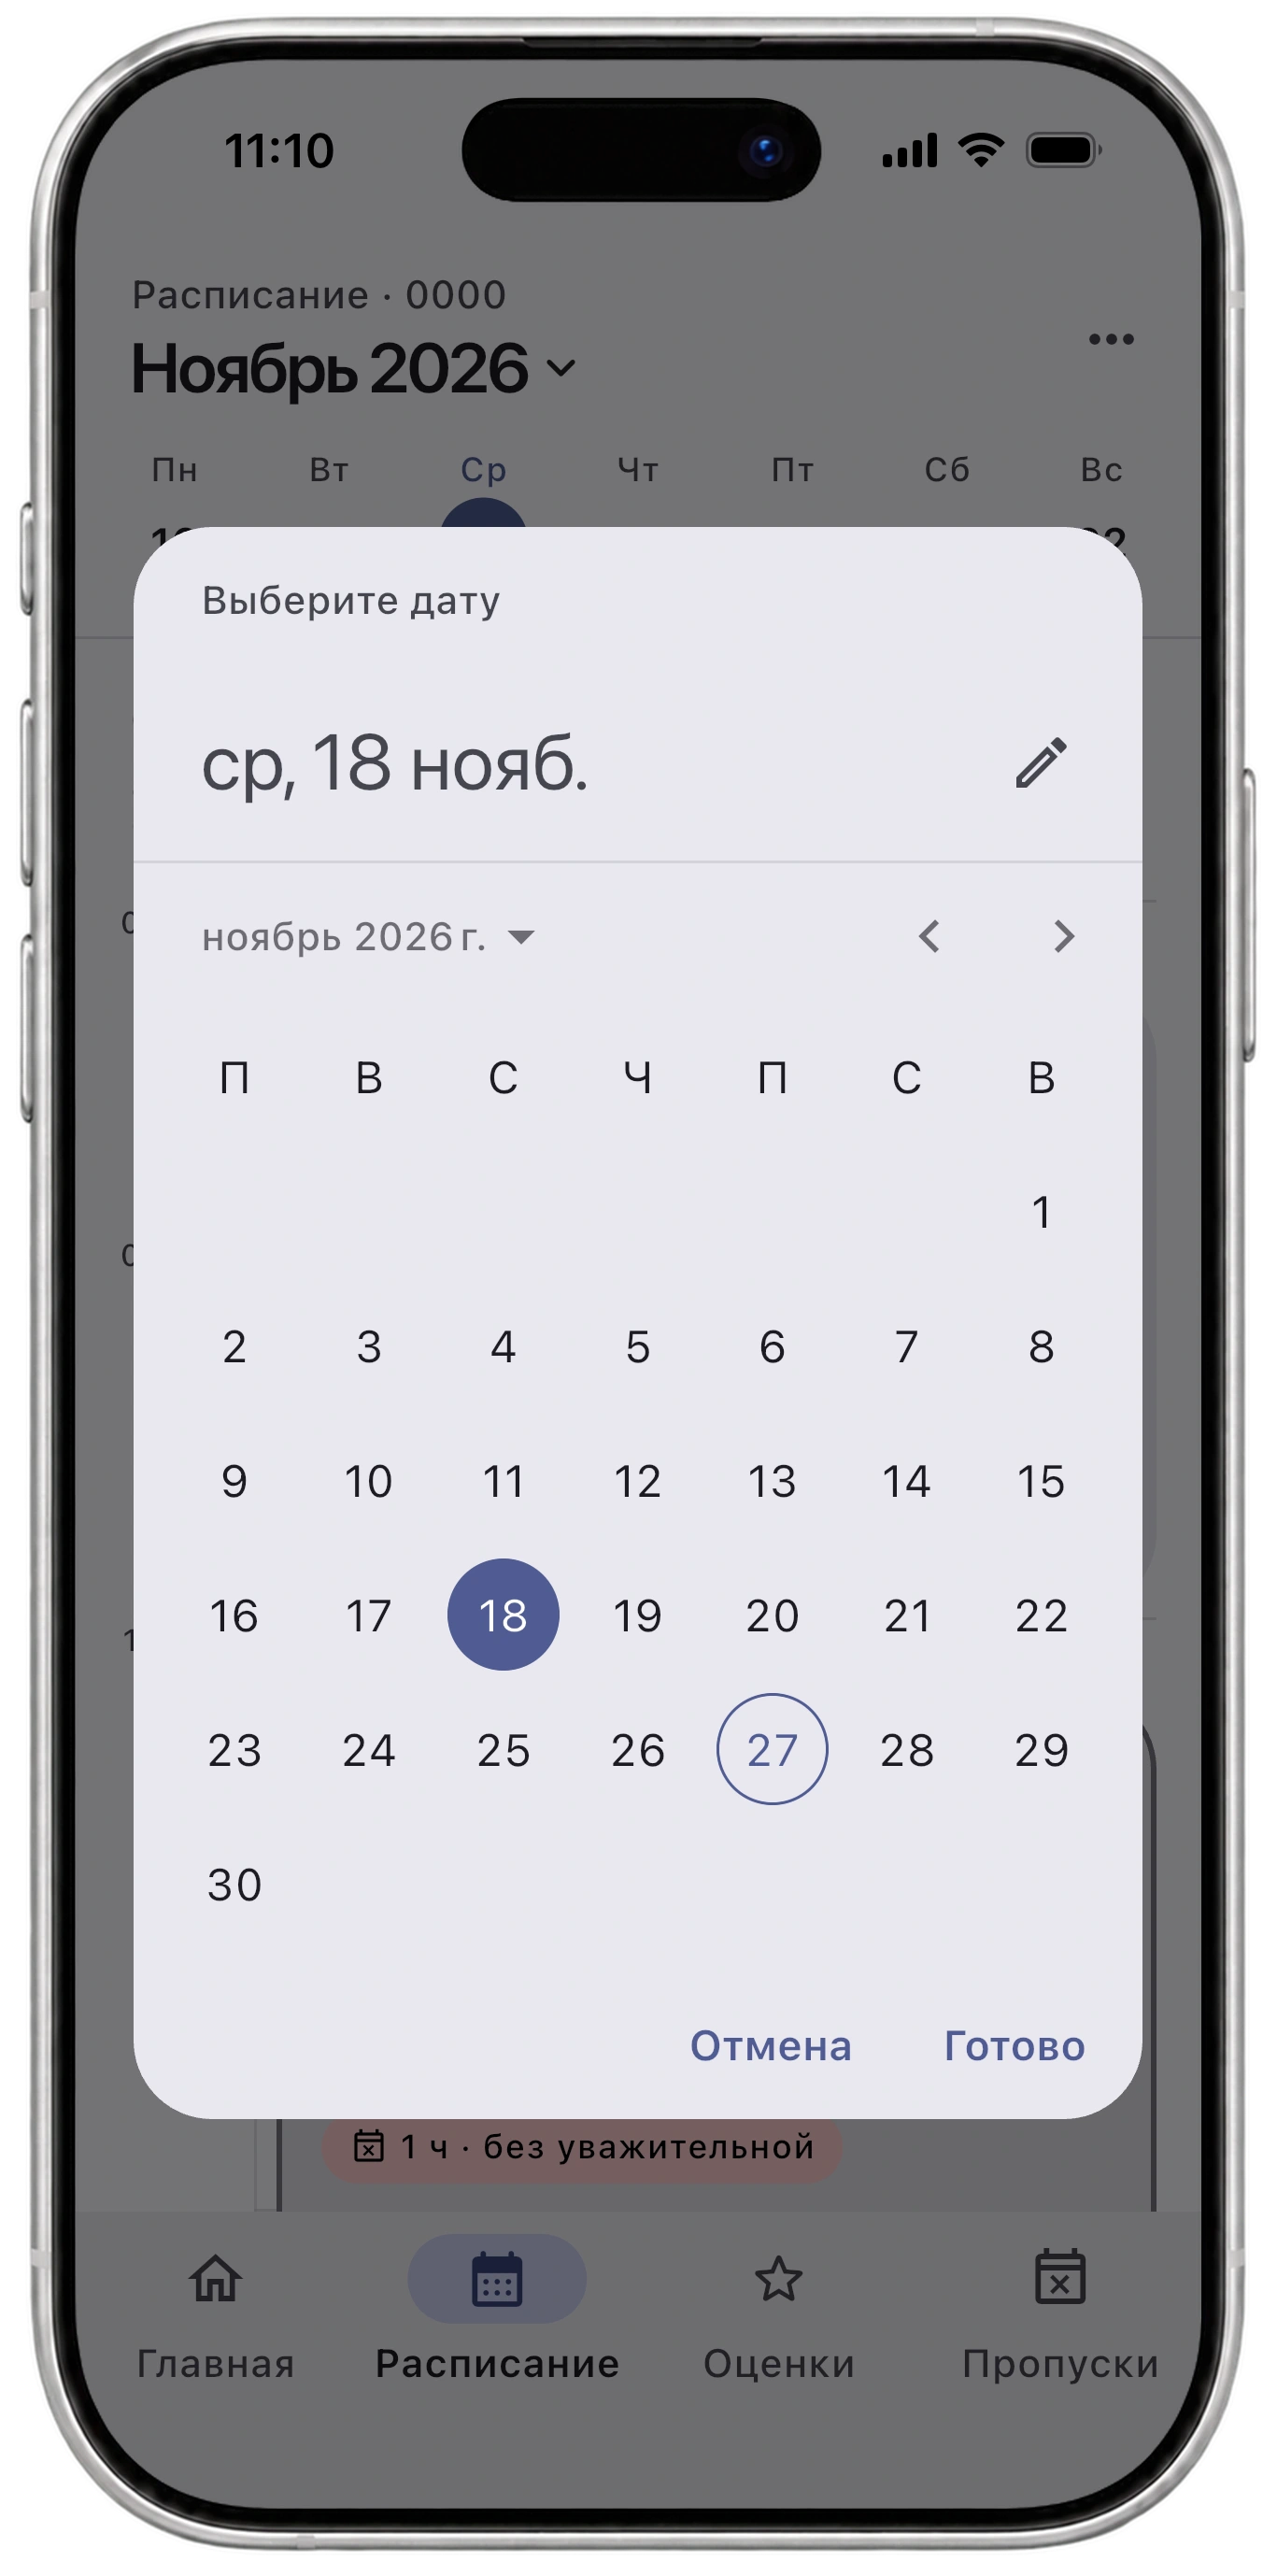 11:10
Расписание · 0000
Ноябрь 2026
Пн Вт Ср Чт Пт Сб Вс
Выберите дату
ср, 18 нояб.
ноябрь 2026 г.
П В С Ч П С В
1
2 3 4 5 6 7 8
9 10 11 12 13 14 15
16 17 18 19 20 21 22
23 24 25 26 27 28 29
30
Отмена Готово
1 ч · без уважительной
Главная Расписание Оценки Пропуски